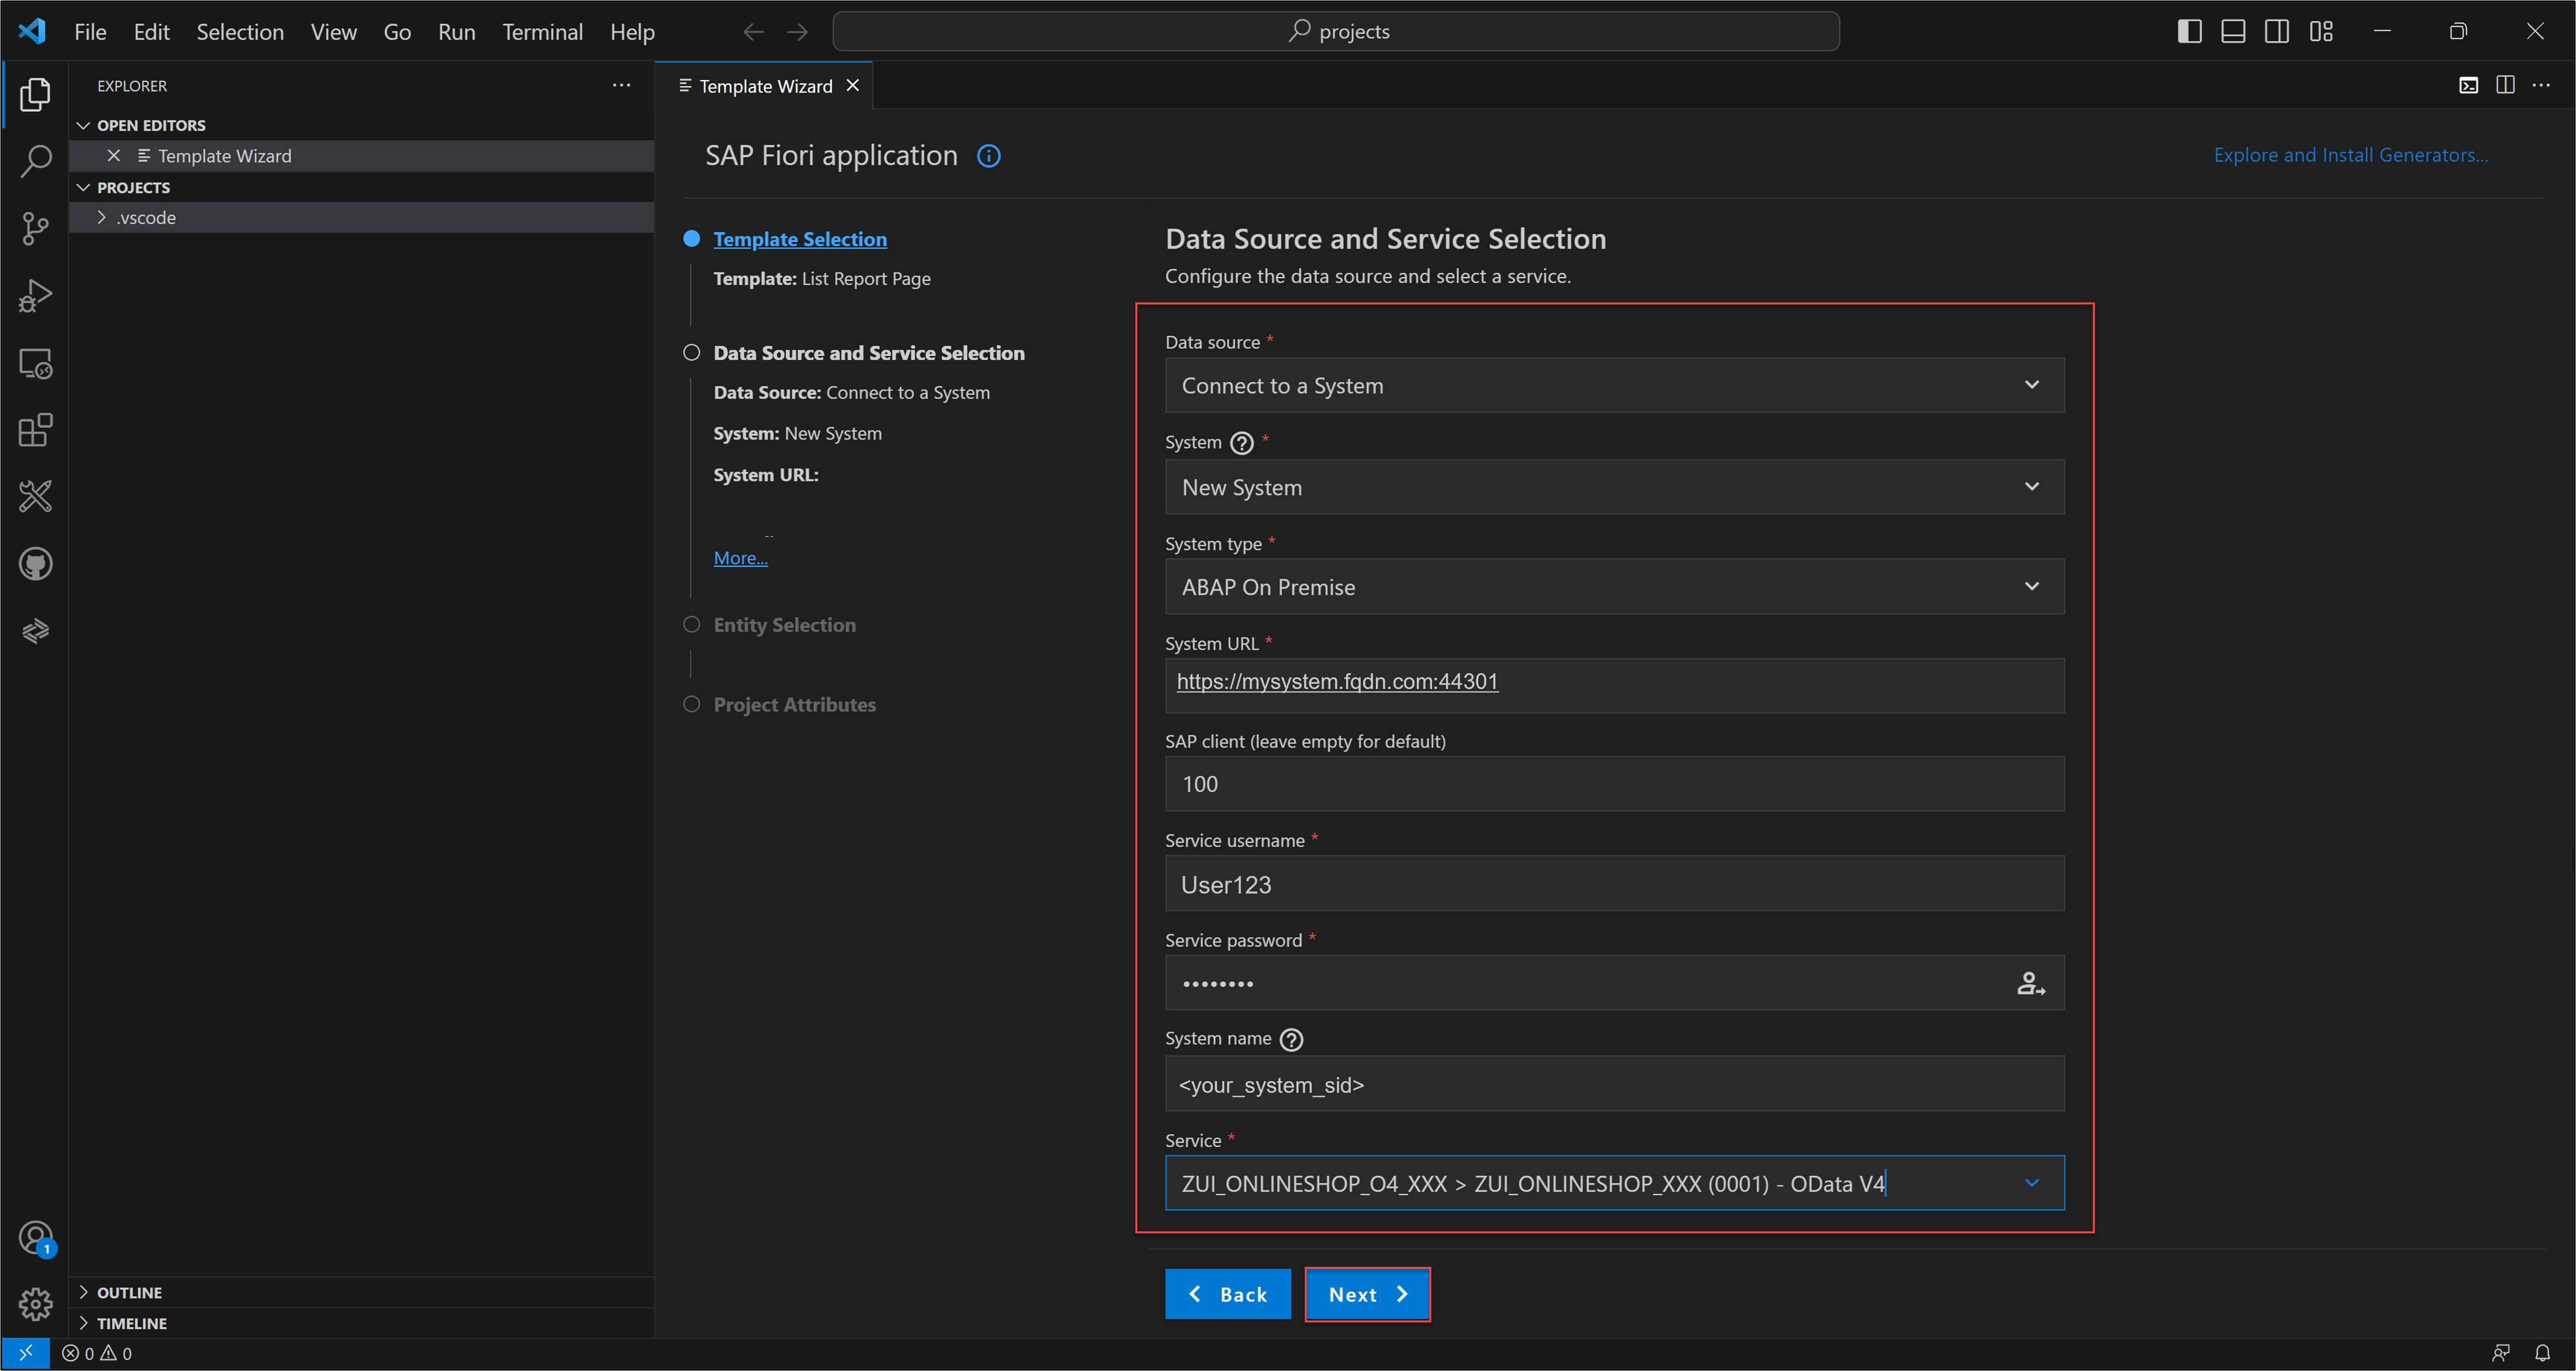 File Edit Selection View Go Run Terminal Help
projects
EXPLORER
OPEN EDITORS
Template Wizard
PROJECTS
.vscode
OUTLINE
TIMELINE
1
0 0
Template Wizard
SAP Fiori application
Explore and Install Generators...
Template Selection
Template: List Report Page
Data Source and Service Selection
Data Source: Connect to a System
System: New System
System URL:
More...
Entity Selection
Project Attributes
Data Source and Service Selection
Configure the data source and select a service.
Data source *
Connect to a System
System ? *
New System
System type *
ABAP On Premise
System URL *
https://mysystem.fqdn.com:44301
SAP client (leave empty for default)
100
Service username *
User123
Service password *
••••••••
System name ?
<your_system_sid>
Service *
ZUI_ONLINESHOP_O4_XXX > ZUI_ONLINESHOP_XXX (0001) - OData V4
Back Next